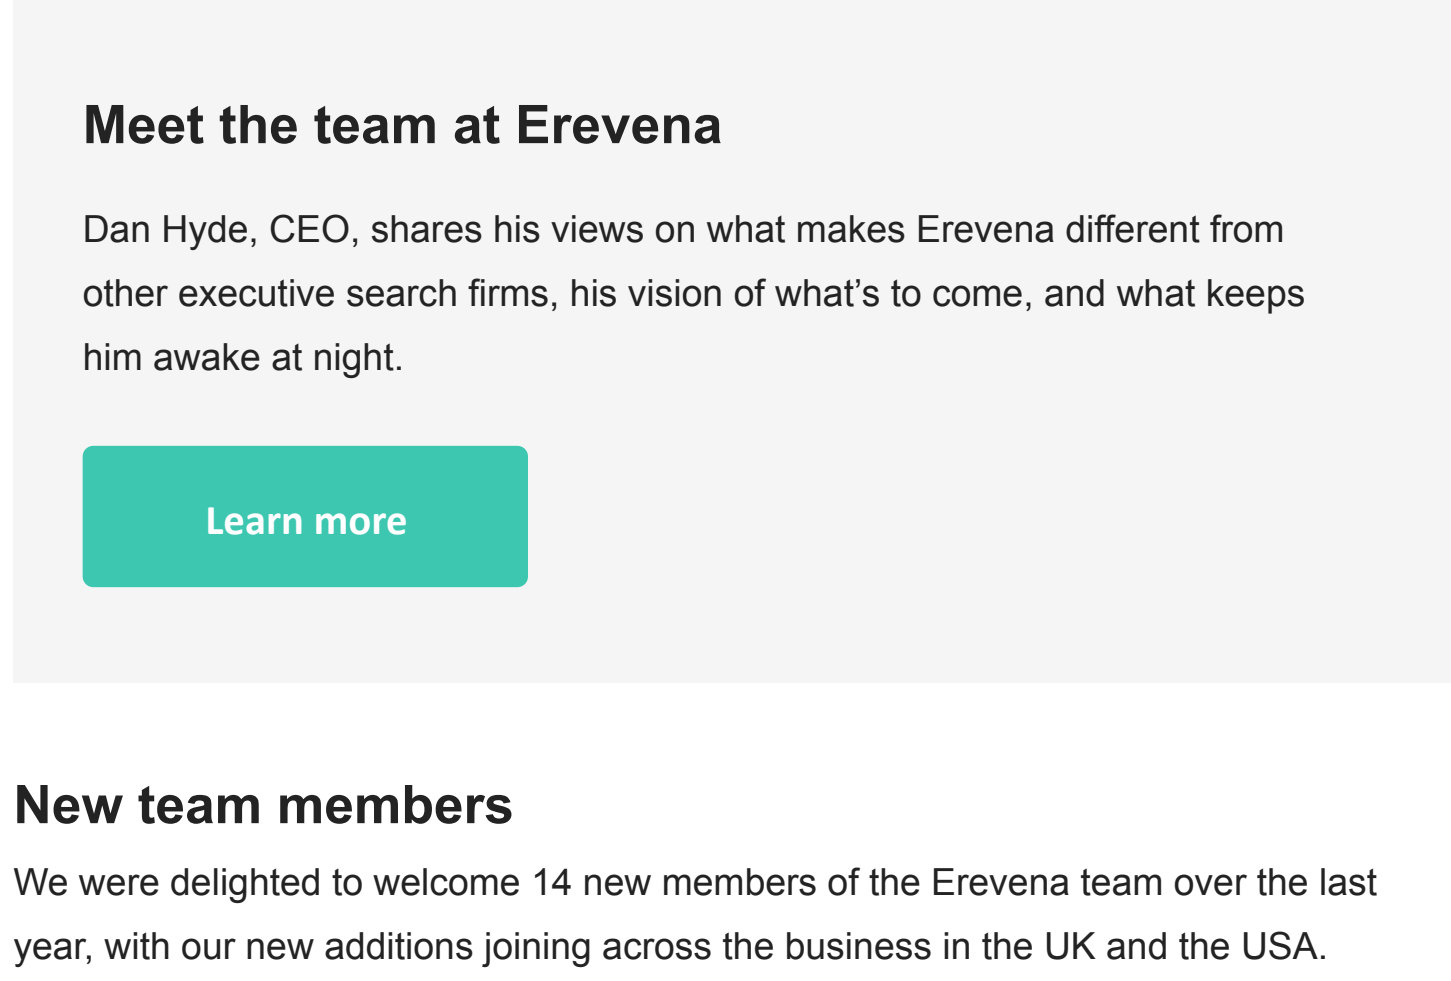 Meet the team at Erevena
Dan Hyde, CEO, shares his views on what makes Erevena different from
other executive search firms, his vision of what’s to come, and what keeps
him awake at night.
Learn more
New team members
We were delighted to welcome 14 new members of the Erevena team over the last
year, with our new additions joining across the business in the UK and the USA.